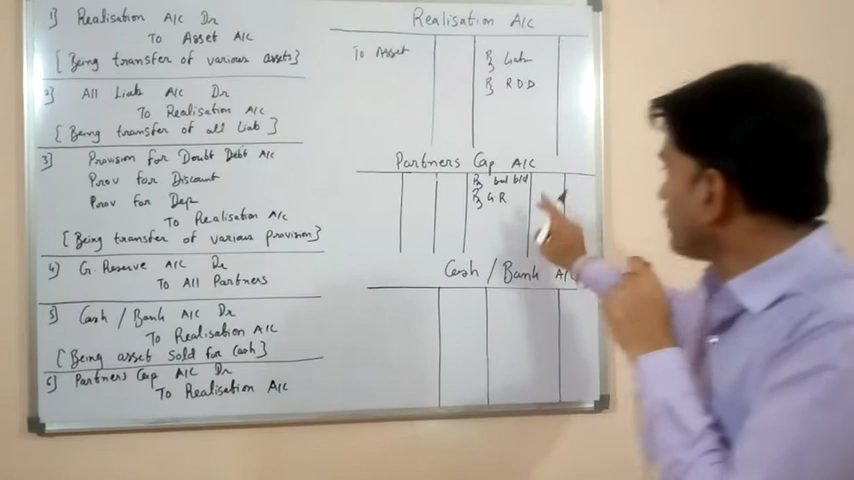 1) Realisation A/C Dr
To Asset A/C
[Being transfer of various assets]
2) All Liab A/C Dr
To Realisation A/C
[Being transfer of all Liab]
3) Provision for Doubt Debt A/C
Prov for Discount
Prov for Dep
To Realisation A/C
[Being transfer of various provision]
4) G. Reserve A/C Dr
To All Partners
5) Cash / Bank A/C Dr
To Realisation A/C
[Being asset sold for Cash]
6) Partners Cap A/C Dr
To Realisation A/C
Realisation A/C
To Asset
By Liab
By R D D
Partners Cap A/C
By bal b/d
By G R
Cash / Bank A/C